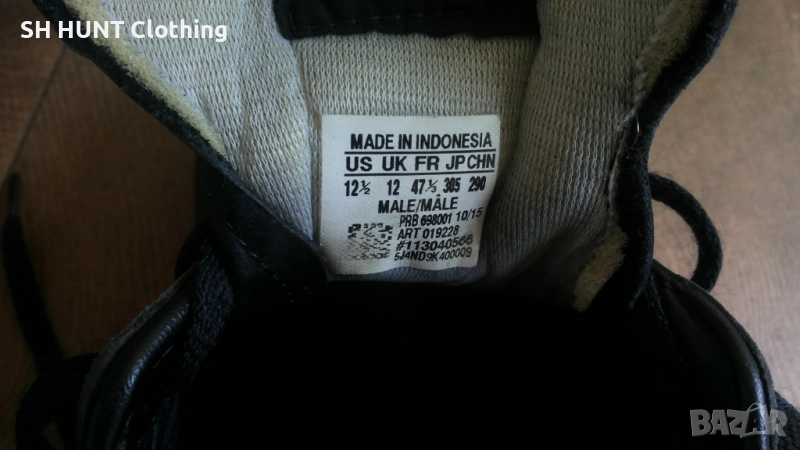 SH HUNT Clothing
MADE IN INDONESIA
US UK FR JP CHN
12½ 12 47⅓ 305 290
MALE/MÂLE
PRB 698001 10/15
ART 019228
#113040566
5J4ND9K400009
BAZAR